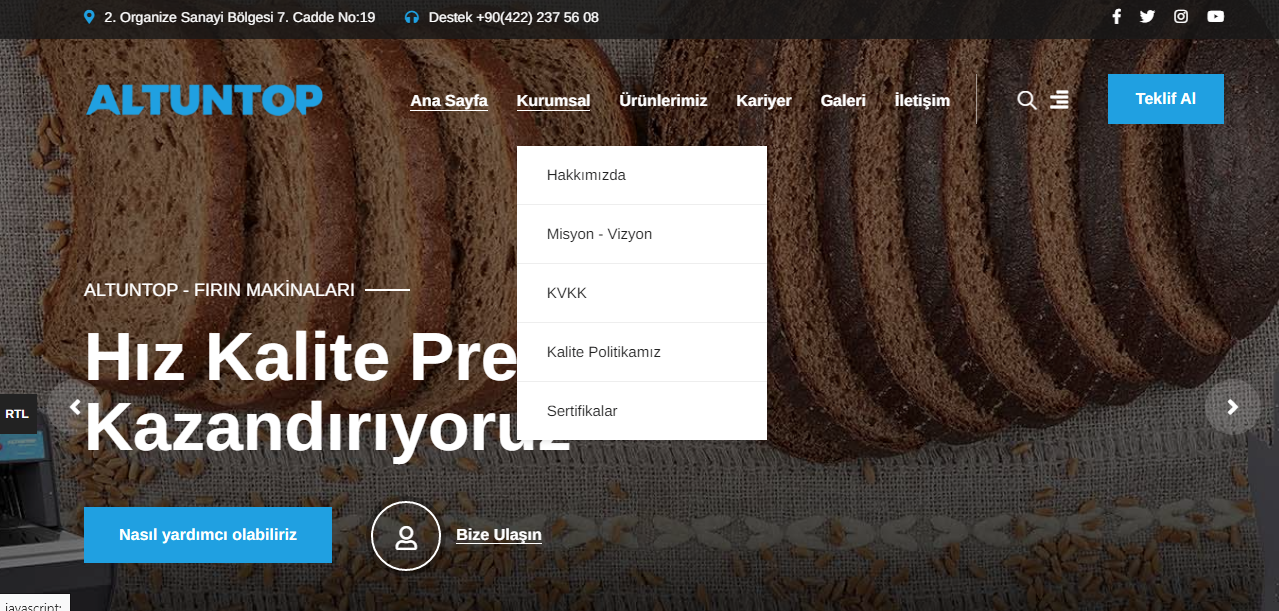 2. Organize Sanayi Bölgesi 7. Cadde No:19 Destek +90(422) 237 56 08
ALTUNTOP Ana Sayfa Kurumsal Ürünlerimiz Kariyer Galeri İletişim Teklif Al
Hakkımızda
Misyon - Vizyon
KVKK
Kalite Politikamız
Sertifikalar
ALTUNTOP - FIRIN MAKİNALARI
Hız Kalite Pre
Kazandırıyoruz
RTL
Nasıl yardımcı olabiliriz Bize Ulaşın
javascript: